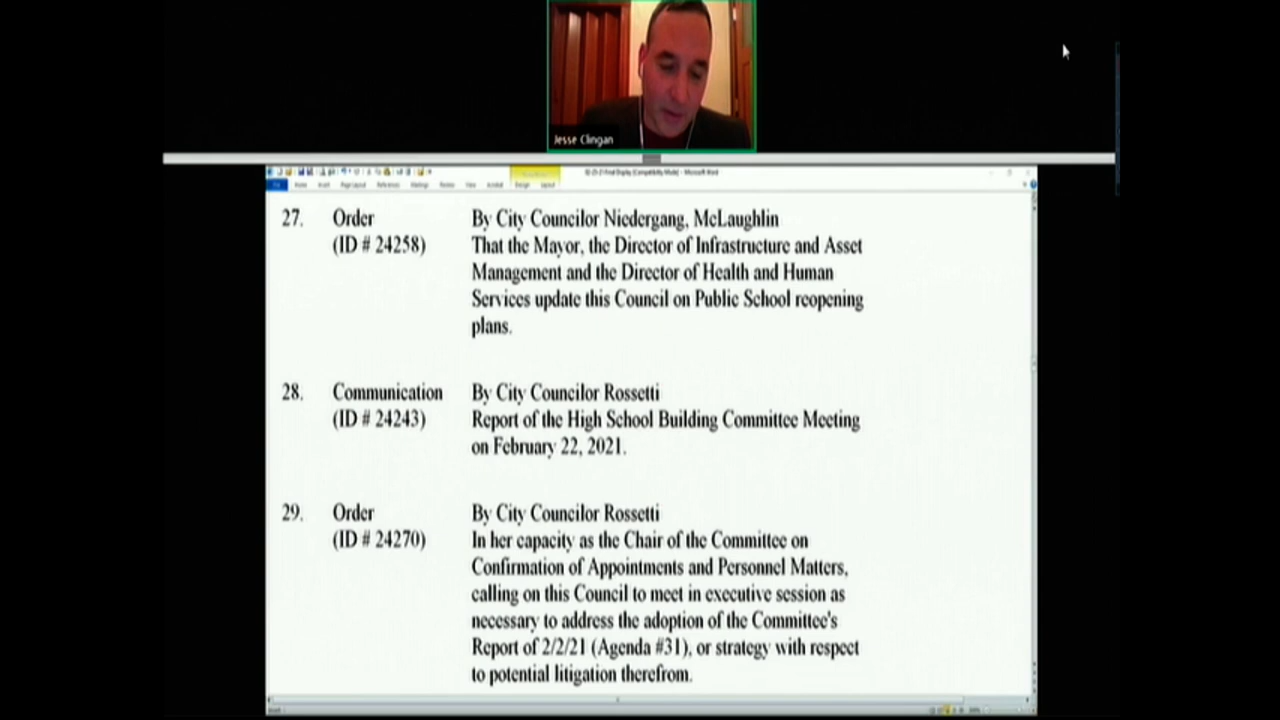 Jesse Clingan
27. Order By City Councilor Niedergang, McLaughlin
(ID # 24258) That the Mayor, the Director of Infrastructure and Asset
Management and the Director of Health and Human
Services update this Council on Public School reopening
plans.
28. Communication By City Councilor Rossetti
(ID # 24243) Report of the High School Building Committee Meeting
on February 22, 2021.
29. Order By City Councilor Rossetti
(ID # 24270) In her capacity as the Chair of the Committee on
Confirmation of Appointments and Personnel Matters,
calling on this Council to meet in executive session as
necessary to address the adoption of the Committee's
Report of 2/2/21 (Agenda #31), or strategy with respect
to potential litigation therefrom.